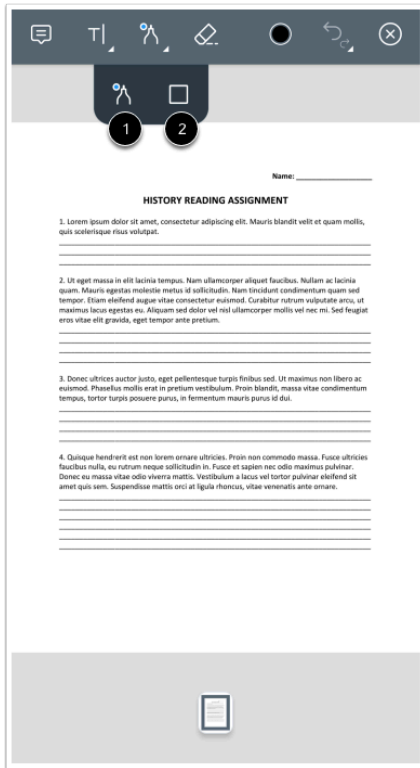 T|
1
2
Name: ____________________
HISTORY READING ASSIGNMENT
1. Lorem ipsum dolor sit amet, consectetur adipiscing elit. Mauris blandit velit et quam mollis,
quis scelerisque risus volutpat.
2. Ut eget massa in elit lacinia tempus. Nam ullamcorper aliquet faucibus. Nullam ac lacinia
quam. Mauris egestas molestie metus id sollicitudin. Nam tincidunt condimentum quam sed
tempor. Etiam eleifend augue vitae consectetur euismod. Curabitur rutrum vulputate arcu, ut
maximus lacus egestas eu. Aliquam sed dolor vel nisl ullamcorper mollis vel nec mi. Sed feugiat
eros vitae elit gravida, eget tempor ante pretium.
3. Donec ultrices auctor justo, eget pellentesque turpis finibus sed. Ut maximus non libero ac
euismod. Phasellus mollis erat in pretium vestibulum. Proin blandit, massa vitae condimentum
tempus, tortor turpis posuere purus, in fermentum mauris purus id dui.
4. Quisque hendrerit est non lorem ornare ultricies. Proin non commodo massa. Fusce ultricies
faucibus nulla, eu rutrum neque sollicitudin in. Fusce et sapien nec odio maximus pulvinar.
Donec eu massa vitae odio viverra mattis. Vestibulum a lacus vel tortor pulvinar eleifend sit
amet quis sem. Suspendisse mattis orci at ligula rhoncus, vitae venenatis ante ornare.